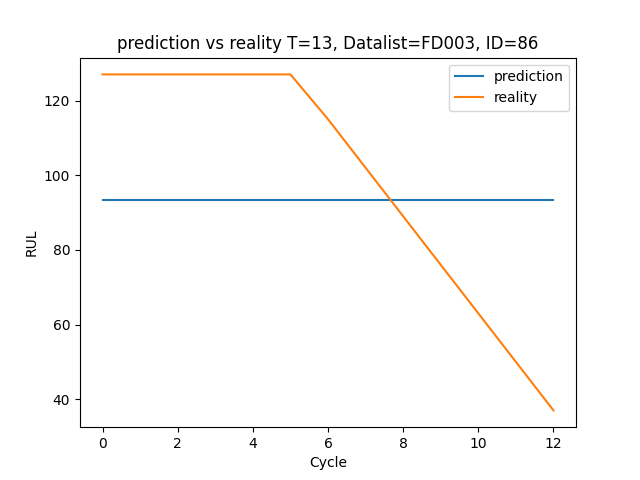 prediction vs reality T=13, Datalist=FD003, ID=86
prediction
reality
RUL
120
100
80
60
40
0 2 4 6 8 10 12
Cycle